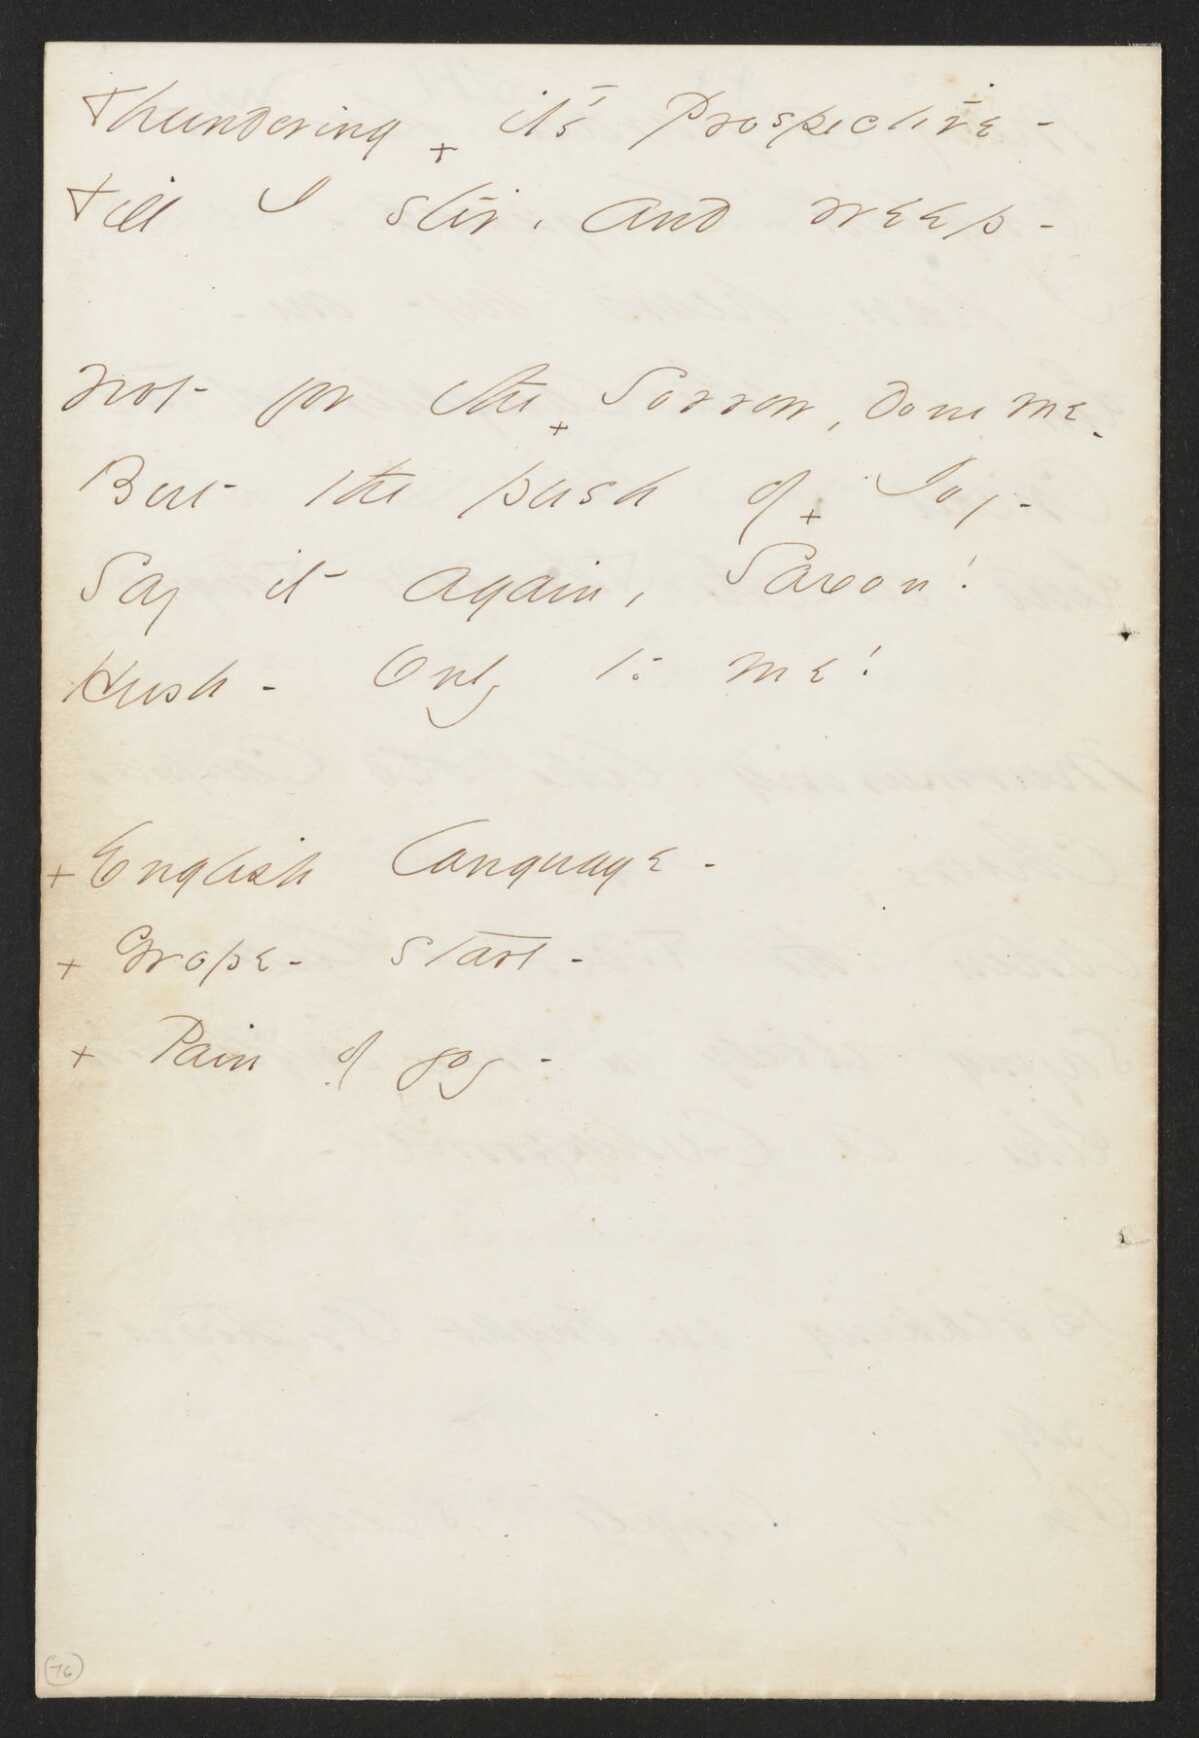 Thundering + it's Prospective -
Till I stir, and weep -
Not for the + Sorrow, done me -
But the push of + Joy -
Say it again, Saxon!
Hush - Only to me!
+ English language -
+ Grope - start -
+ Pain of joy -
76